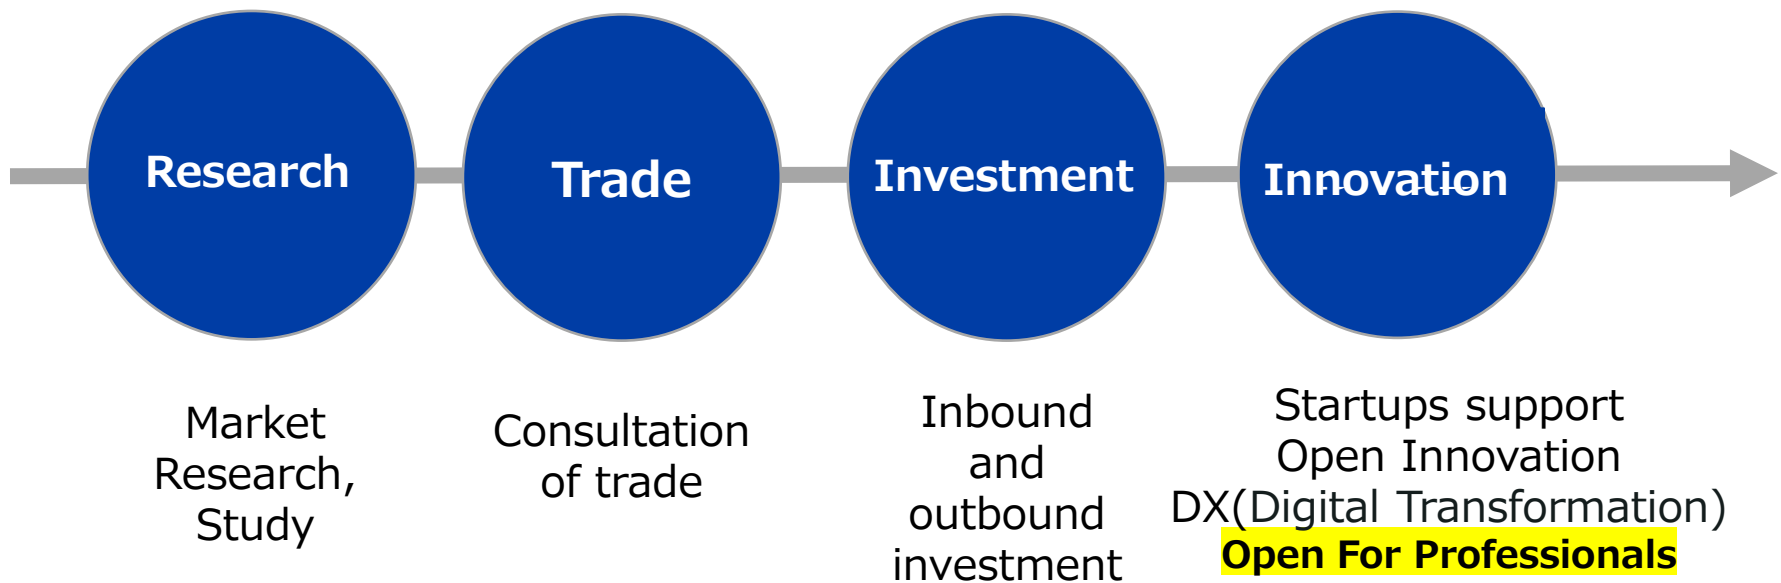 Research
Trade
Investment
Innovation
Market
Research,
Study
Consultation
of trade
Inbound
and
outbound
investment
Startups support
Open Innovation
DX(Digital Transformation)
Open For Professionals